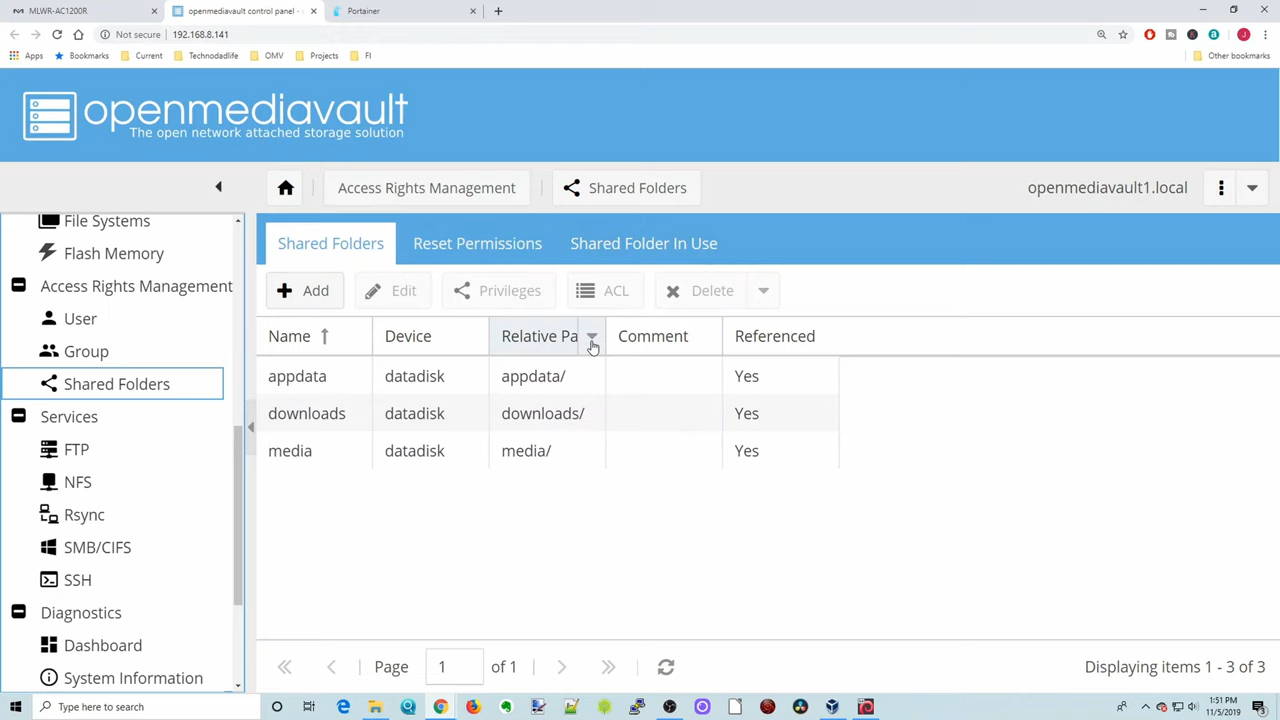 MLWR-AC1200R
openmediavault control panel -
Portainer
Not secure
192.168.8.141
Apps
Bookmarks
Current
Technodadlife
OMV
Projects
FI
Other bookmarks
openmediavault
The open network attached storage solution
Access Rights Management
Shared Folders
openmediavault1.local
File Systems
Flash Memory
Access Rights Management
User
Group
Shared Folders
Services
FTP
NFS
Rsync
SMB/CIFS
SSH
Diagnostics
Dashboard
System Information
Shared Folders
Reset Permissions
Shared Folder In Use
Add
Edit
Privileges
ACL
Delete
Name Device Relative Pa Comment Referenced
appdata datadisk appdata/ Yes
downloads datadisk downloads/ Yes
media datadisk media/ Yes
Page 1 of 1
Displaying items 1 - 3 of 3
Type here to search
1:51 PM
11/5/2019